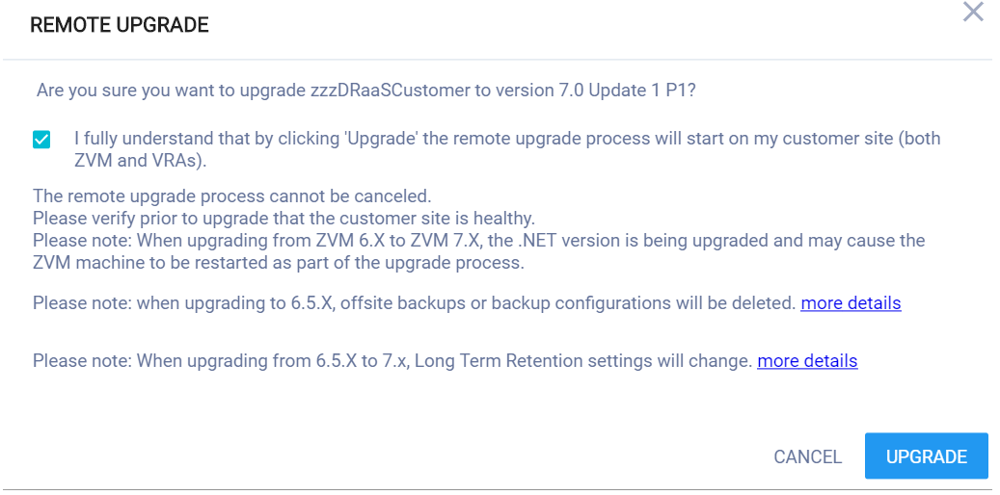 REMOTE UPGRADE
Are you sure you want to upgrade zzzDRaaSCustomer to version 7.0 Update 1 P1?
I fully understand that by clicking 'Upgrade' the remote upgrade process will start on my customer site (both
ZVM and VRAs).
The remote upgrade process cannot be canceled.
Please verify prior to upgrade that the customer site is healthy.
Please note: When upgrading from ZVM 6.X to ZVM 7.X, the .NET version is being upgraded and may cause the
ZVM machine to be restarted as part of the upgrade process.
Please note: when upgrading to 6.5.X, offsite backups or backup configurations will be deleted. more details
Please note: When upgrading from 6.5.X to 7.x, Long Term Retention settings will change. more details
CANCEL UPGRADE